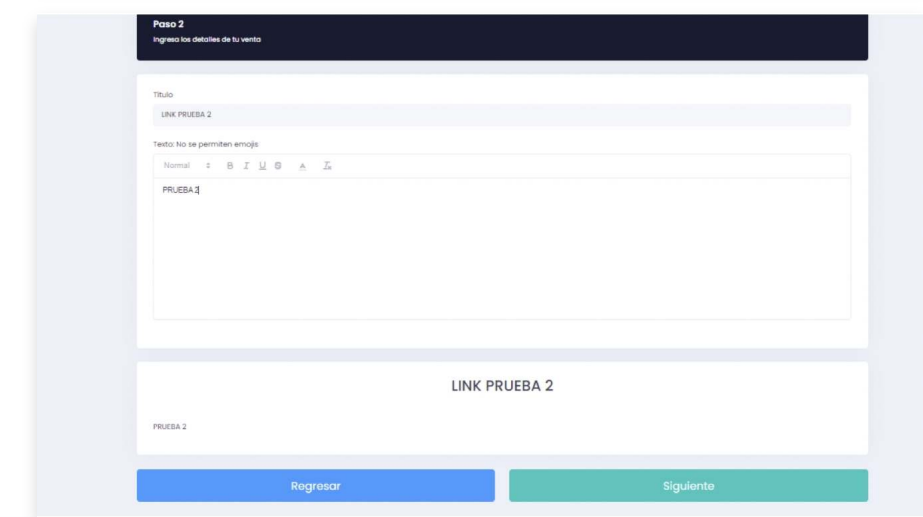 Paso 2
Ingresa los detalles de tu venta
Título
LINK PRUEBA 2
Texto: No se permiten emojis
Normal B I U S A Tx
PRUEBA 2
LINK PRUEBA 2
PRUEBA 2
Regresar Siguiente